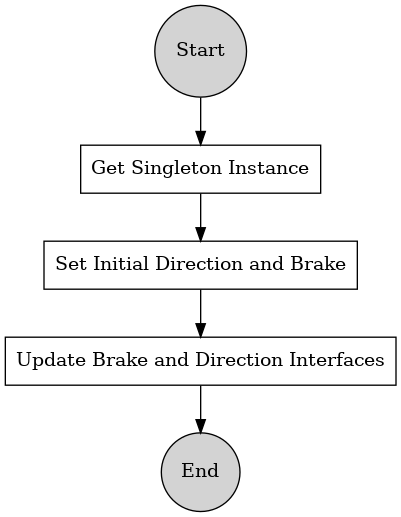 Start
Get Singleton Instance
Set Initial Direction and Brake
Update Brake and Direction Interfaces
End